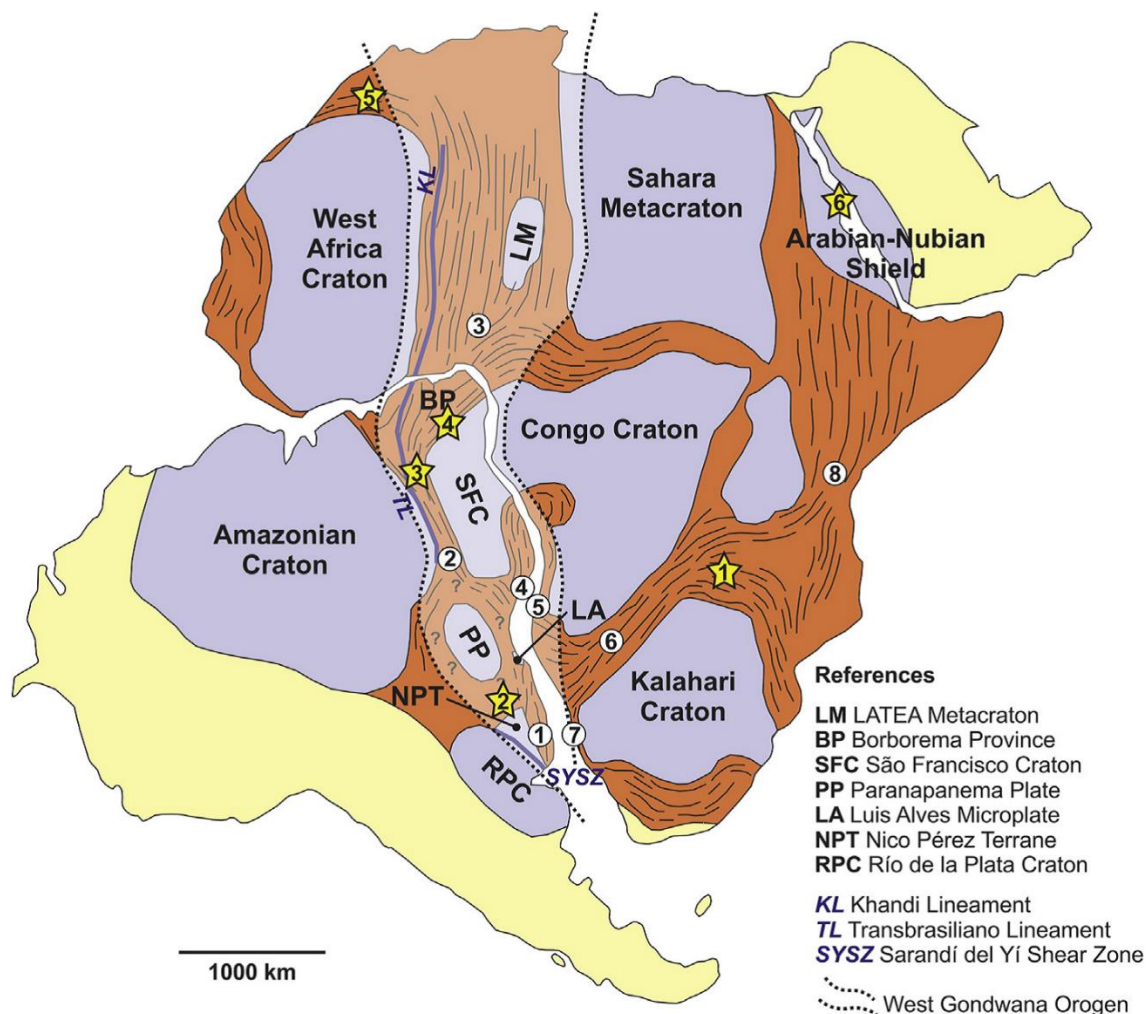 5
KL
West
Africa
Craton
LM
Sahara
Metacraton
6
Arabian-Nubian
Shield
3
BP
4
Congo Craton
3
TL
SFC
8
Amazonian
Craton
2
?
4
5
1
LA
PP
?
?
?
6
NPT
2
1
7
Kalahari
Craton
RPC
SYSZ
1000 km
References
LM LATEA Metacraton
BP Borborema Province
SFC São Francisco Craton
PP Paranapanema Plate
LA Luis Alves Microplate
NPT Nico Pérez Terrane
RPC Río de la Plata Craton
KL Khandi Lineament
TL Transbrasiliano Lineament
SYSZ Sarandí del Yí Shear Zone
West Gondwana Orogen